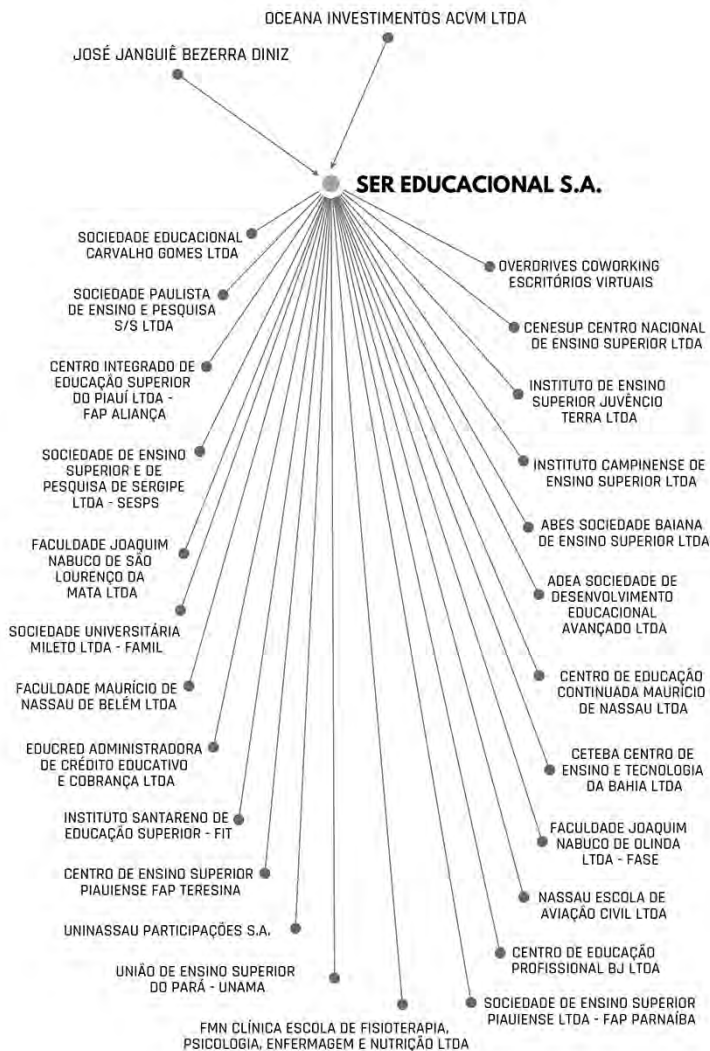 OCEANA INVESTIMENTOS ACVM LTDA
JOSÉ JANGUIÊ BEZERRA DINIZ
SER EDUCACIONAL S.A.
SOCIEDADE EDUCACIONAL
CARVALHO GOMES LTDA
SOCIEDADE PAULISTA
DE ENSINO E PESQUISA
S/S LTDA
CENTRO INTEGRADO DE
EDUCAÇÃO SUPERIOR
DO PIAUÍ LTDA -
FAP ALIANÇA
SOCIEDADE DE ENSINO
SUPERIOR E DE
PESQUISA DE SERGIPE
LTDA - SESPS
FACULDADE JOAQUIM
NABUCO DE SÃO
LOURENÇO DA
MATA LTDA
SOCIEDADE UNIVERSITÁRIA
MILETO LTDA - FAMIL
FACULDADE MAURÍCIO DE
NASSAU DE BELÉM LTDA
EDUCRED ADMINISTRADORA
DE CRÉDITO EDUCATIVO
E COBRANÇA LTDA
INSTITUTO SANTARENO DE
EDUCAÇÃO SUPERIOR - FIT
CENTRO DE ENSINO SUPERIOR
PIAUIENSE FAP TERESINA
UNINASSAU PARTICIPAÇÕES S.A.
UNIÃO DE ENSINO SUPERIOR
DO PARÁ - UNAMA
FMN CLÍNICA ESCOLA DE FISIOTERAPIA,
PSICOLOGIA, ENFERMAGEM E NUTRIÇÃO LTDA
OVERDRIVES COWORKING
ESCRITÓRIOS VIRTUAIS
CENESUP CENTRO NACIONAL
DE ENSINO SUPERIOR LTDA
INSTITUTO DE ENSINO
SUPERIOR JUVÊNCIO
TERRA LTDA
INSTITUTO CAMPINENSE DE
ENSINO SUPERIOR LTDA
ABES SOCIEDADE BAIANA
DE ENSINO SUPERIOR LTDA
ADEA SOCIEDADE DE
DESENVOLVIMENTO
EDUCACIONAL
AVANÇADO LTDA
CENTRO DE EDUCAÇÃO
CONTINUADA MAURÍCIO
DE NASSAU LTDA
CETEBA CENTRO DE
ENSINO E TECNOLOGIA
DA BAHIA LTDA
FACULDADE JOAQUIM
NABUCO DE OLINDA
LTDA - FASE
NASSAU ESCOLA DE
AVIAÇÃO CIVIL LTDA
CENTRO DE EDUCAÇÃO
PROFISSIONAL BJ LTDA
SOCIEDADE DE ENSINO SUPERIOR
PIAUIENSE LTDA - FAP PARNAÍBA